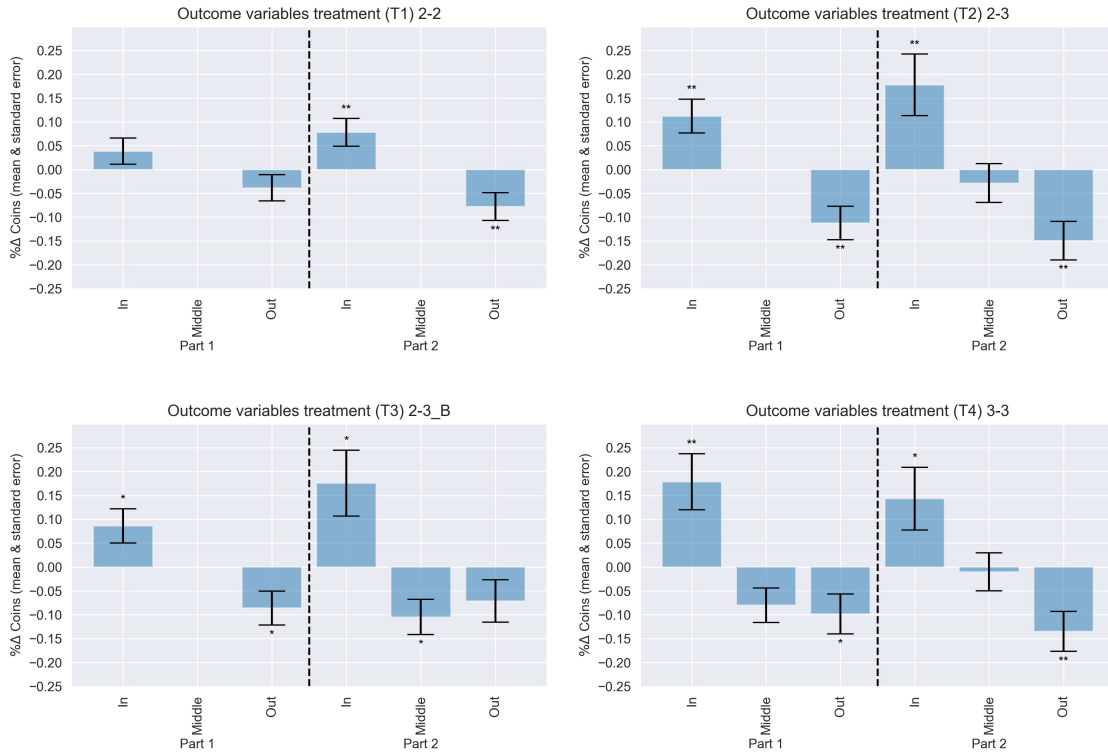 Outcome variables treatment (T1) 2-2
%Δ Coins (mean & standard error)
0.25
0.20
0.15
0.10
0.05
0.00
−0.05
−0.10
−0.15
−0.20
−0.25
**
**
In
Middle
Out
In
Middle
Out
Part 1
Part 2
Outcome variables treatment (T2) 2-3
%Δ Coins (mean & standard error)
0.25
0.20
0.15
0.10
0.05
0.00
−0.05
−0.10
−0.15
−0.20
−0.25
**
**
**
**
In
Middle
Out
In
Middle
Out
Part 1
Part 2
Outcome variables treatment (T3) 2-3_B
%Δ Coins (mean & standard error)
0.25
0.20
0.15
0.10
0.05
0.00
−0.05
−0.10
−0.15
−0.20
−0.25
*
*
*
*
In
Middle
Out
In
Middle
Out
Part 1
Part 2
Outcome variables treatment (T4) 3-3
%Δ Coins (mean & standard error)
0.25
0.20
0.15
0.10
0.05
0.00
−0.05
−0.10
−0.15
−0.20
−0.25
**
*
*
**
In
Middle
Out
In
Middle
Out
Part 1
Part 2